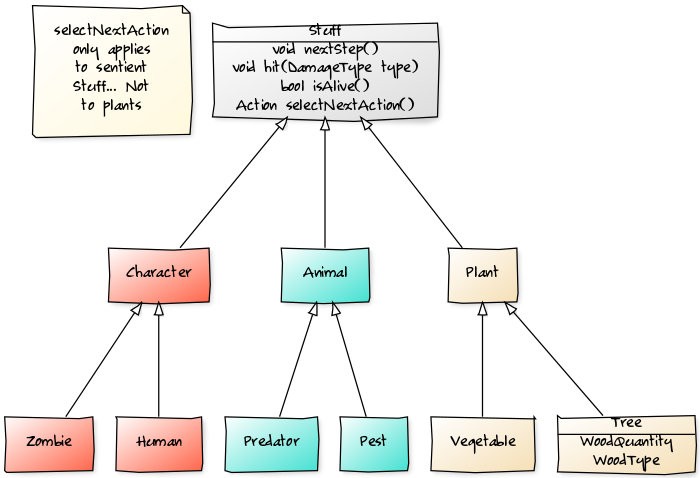 selectNextAction
only applies
to sentient
Stuff... Not
to plants
Stuff
void nextStep()
void hit(DamageType type)
bool isAlive()
Action selectNextAction()
Character
Animal
Plant
Zombie
Human
Predator
Pest
Vegetable
Tree
WoodQuantity
WoodType